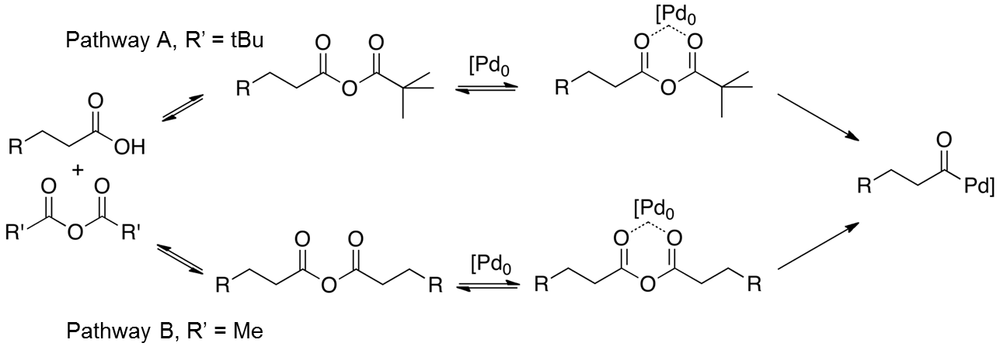 Pathway A, R’ = tBu
[Pd₀
O O O O
[Pd₀
R O R O
O
R OH
O
+
R Pd]
O O
R' O R'
[Pd₀
O O O O
[Pd₀
R O R R O R
Pathway B, R’ = Me